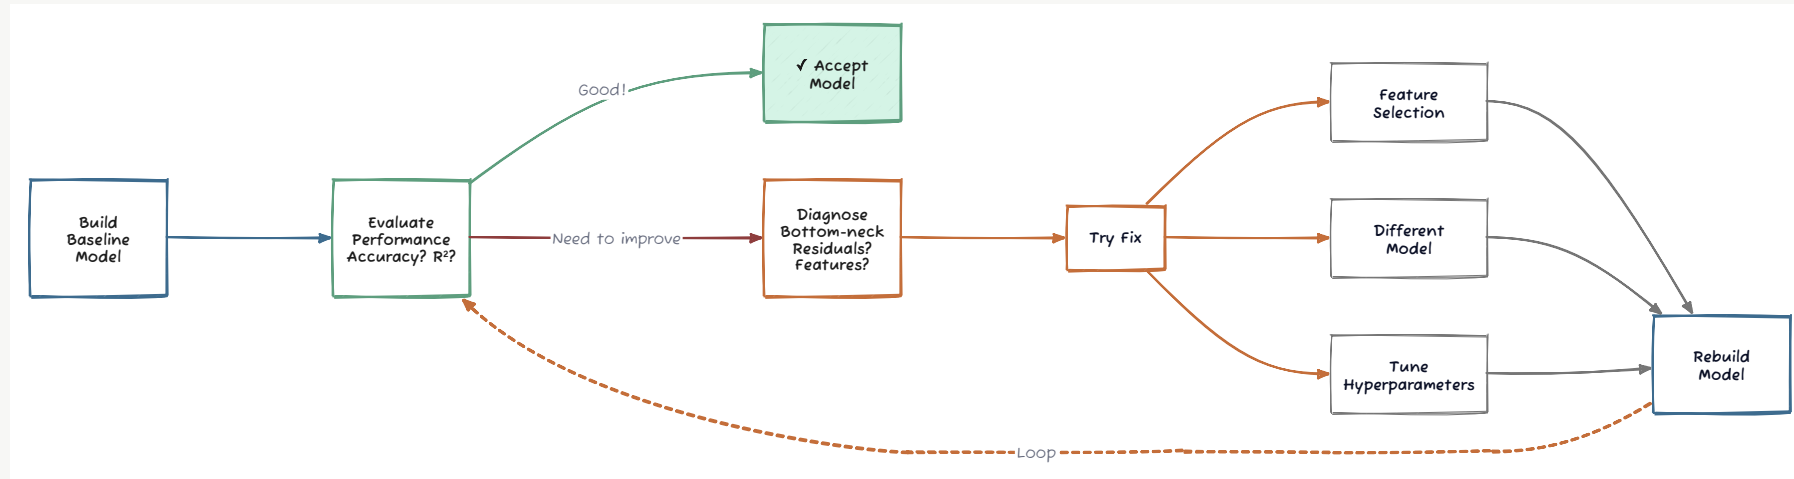 Build
Baseline
Model
Evaluate
Performance
Accuracy? R²?
Good!
✓ Accept
Model
Need to improve
Diagnose
Bottom-neck
Residuals?
Features?
Try Fix
Feature
Selection
Different
Model
Tune
Hyperparameters
Rebuild
Model
Loop